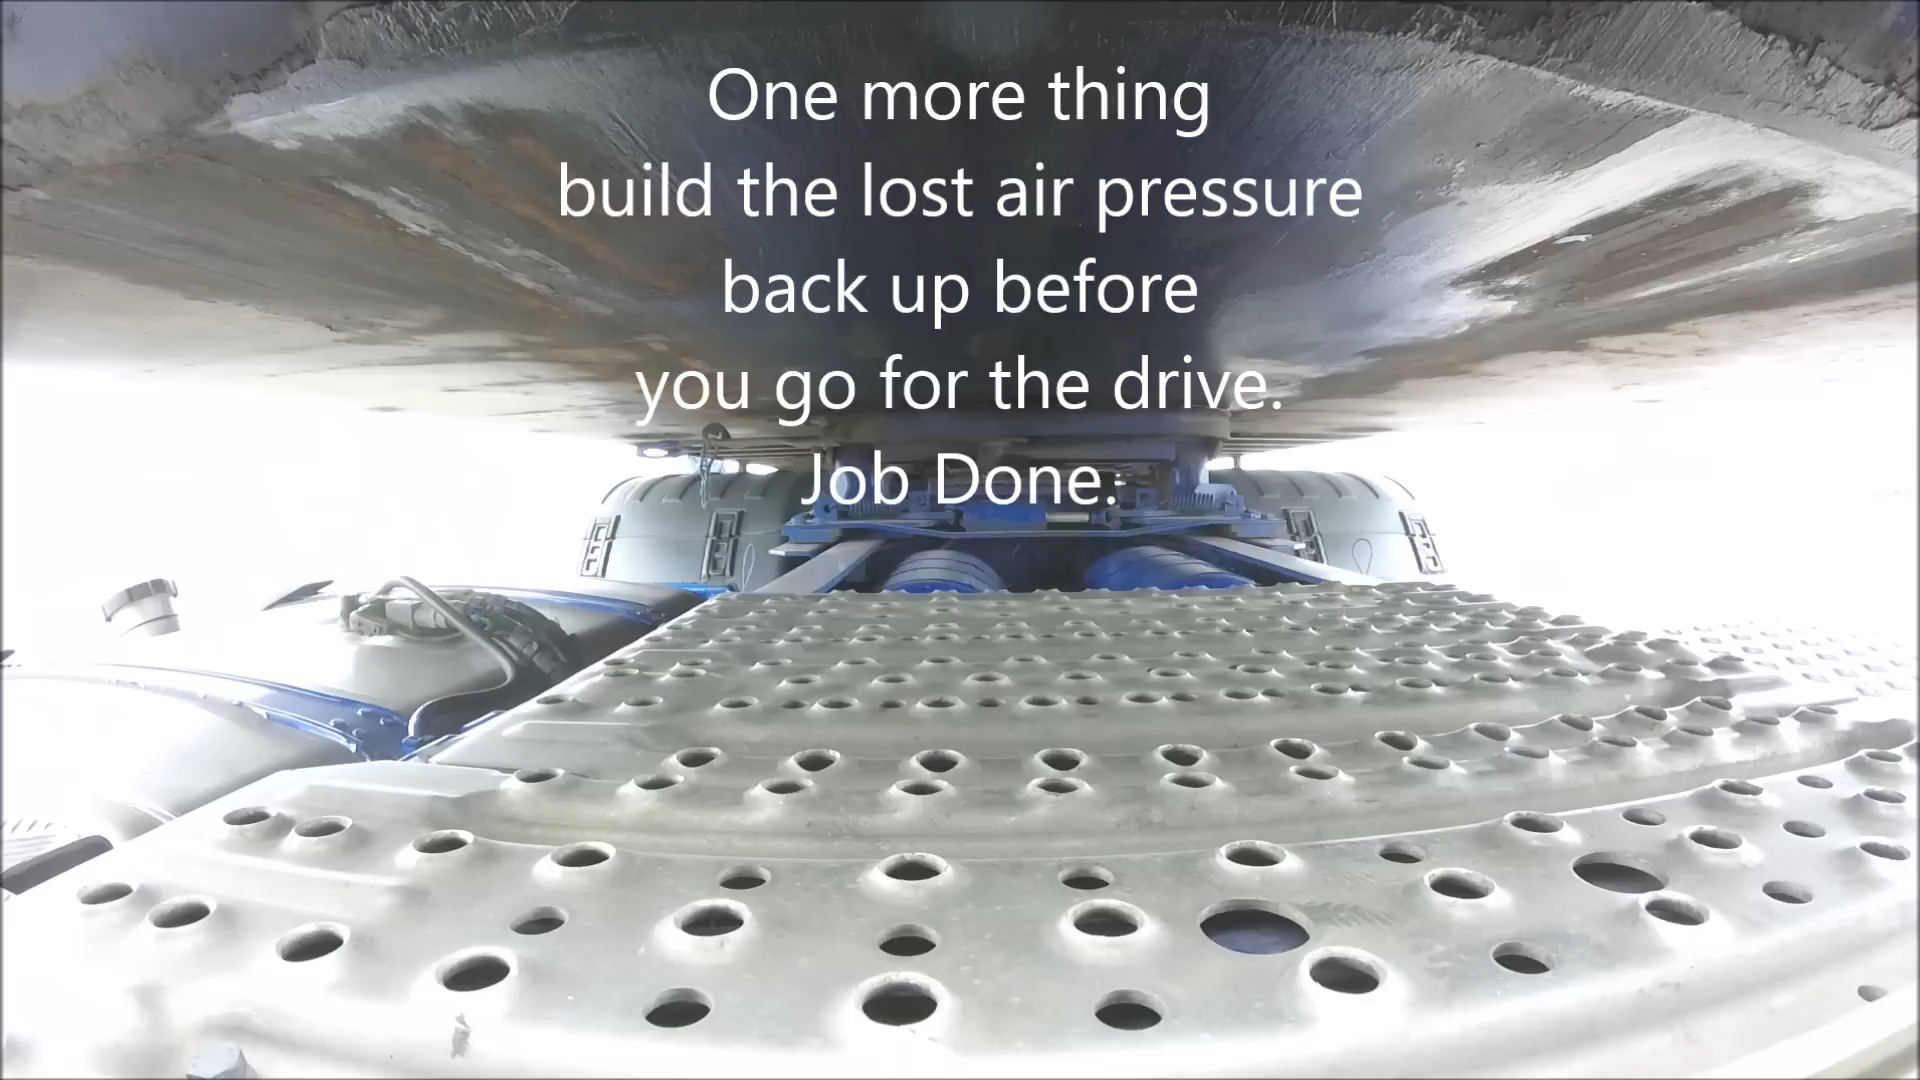 One more thing
build the lost air pressure
back up before
you go for the drive.
Job Done.